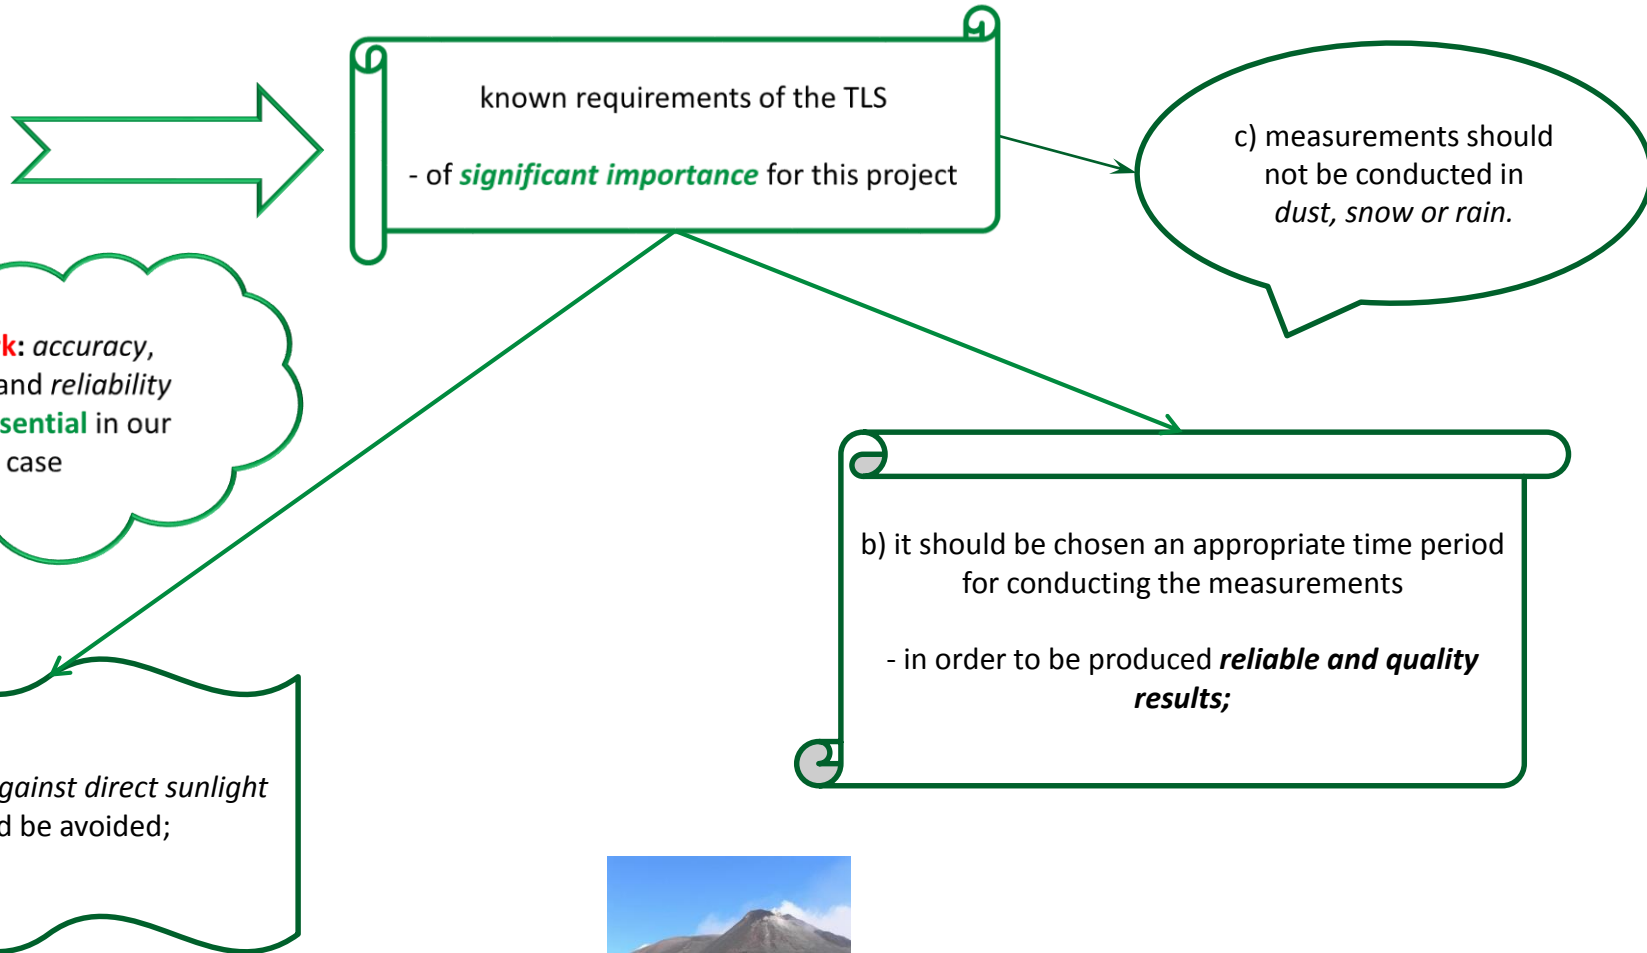 known requirements of the TLS
- of significant importance for this project
c) measurements should
not be conducted in
dust, snow or rain.
accuracy,
and reliability
in our
case
b) it should be chosen an appropriate time period
for conducting the measurements
- in order to be produced reliable and quality
results;
direct sunlight
be avoided;